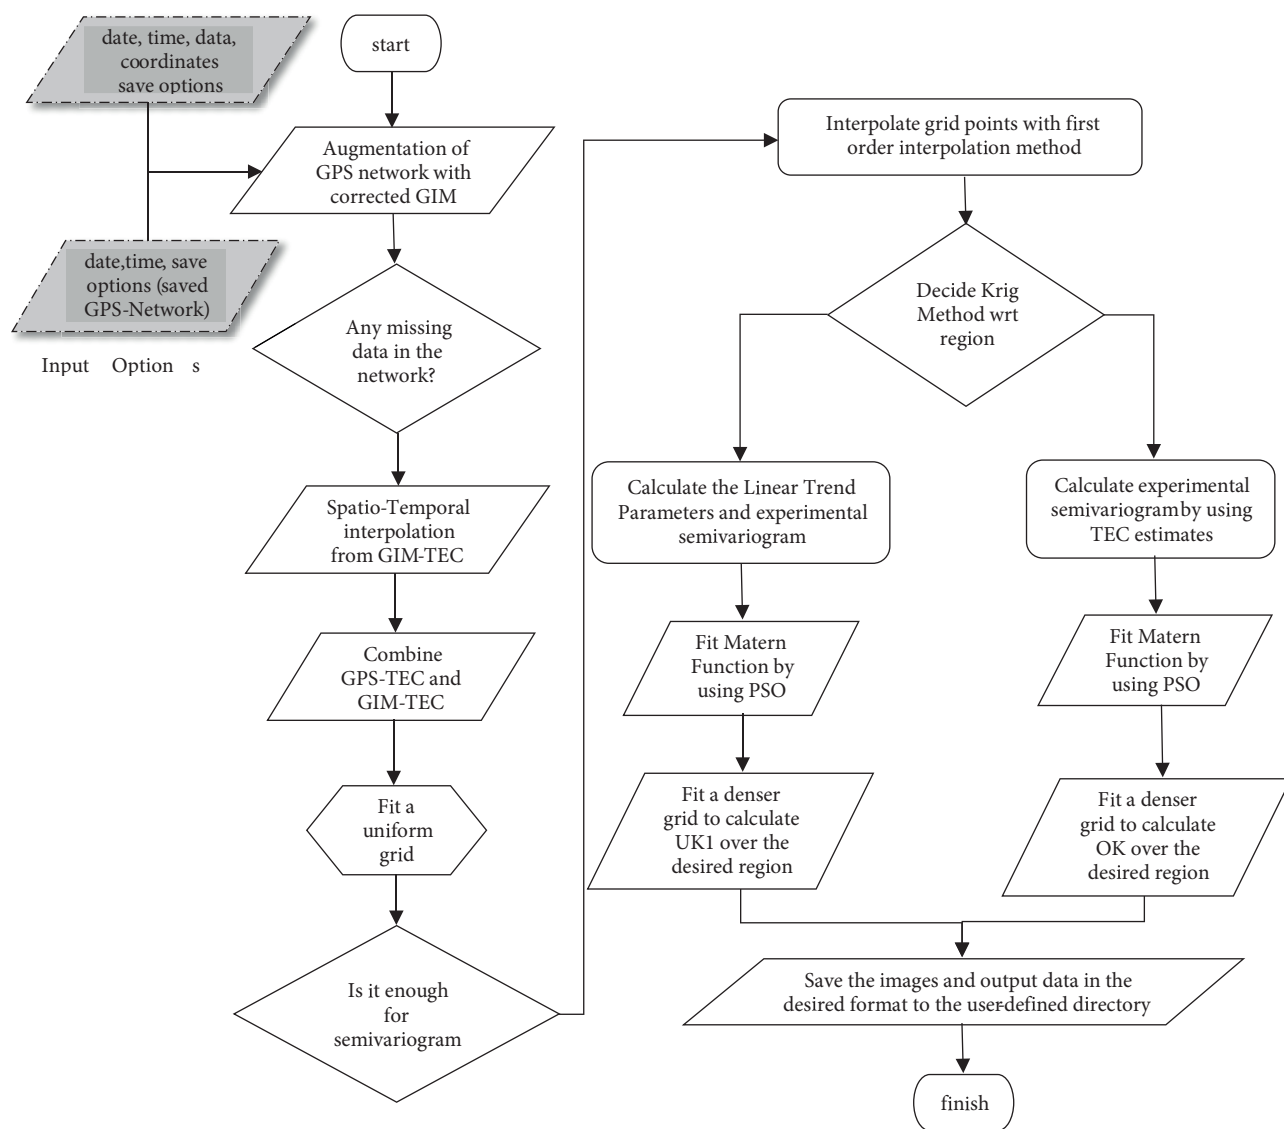 date, time, data,
coordinates
save options
start
Augmentation of
GPS network with
corrected GIM
date,time, save
options (saved
GPS-Network)
Input Option s
Any missing
data in the
network?
Spatio-Temporal
interpolation
from GIM-TEC
Combine
GPS-TEC and
GIM-TEC
Fit a
uniform
grid
Is it enough
for
semivariogram
Interpolate grid points with first
order interpolation method
Decide Krig
Method wrt
region
Calculate the Linear Trend
Parameters and experimental
semivariogram
Fit Matern
Function by
using PSO
Fit a denser
grid to calculate
UK1 over the
desired region
Calculate experimental
semivariogram by using
TEC estimates
Fit Matern
Function by
using PSO
Fit a denser
grid to calculate
OK over the
desired region
Save the images and output data in the
desired format to the user-defined directory
finish